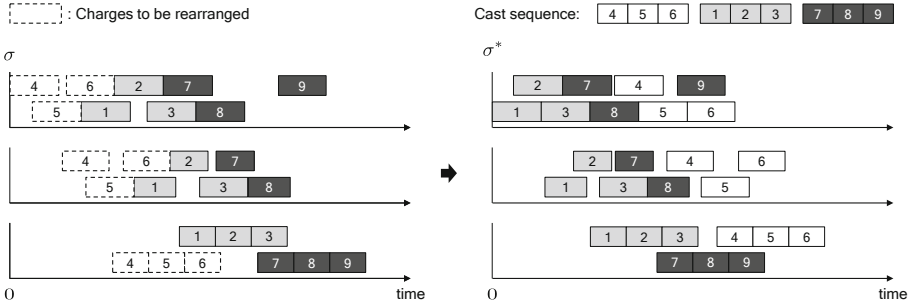 : Charges to be rearranged
Cast sequence: 4 5 6 1 2 3 7 8 9
σ
4 6 2 7 9
5 1 3 8
4 6 2 7
5 1 3 8
1 2 3
4 5 6 7 8 9
0 time
σ*
2 7 4 9
1 3 8 5 6
2 7 4 6
1 3 8 5
1 2 3 4 5 6
7 8 9
0 time